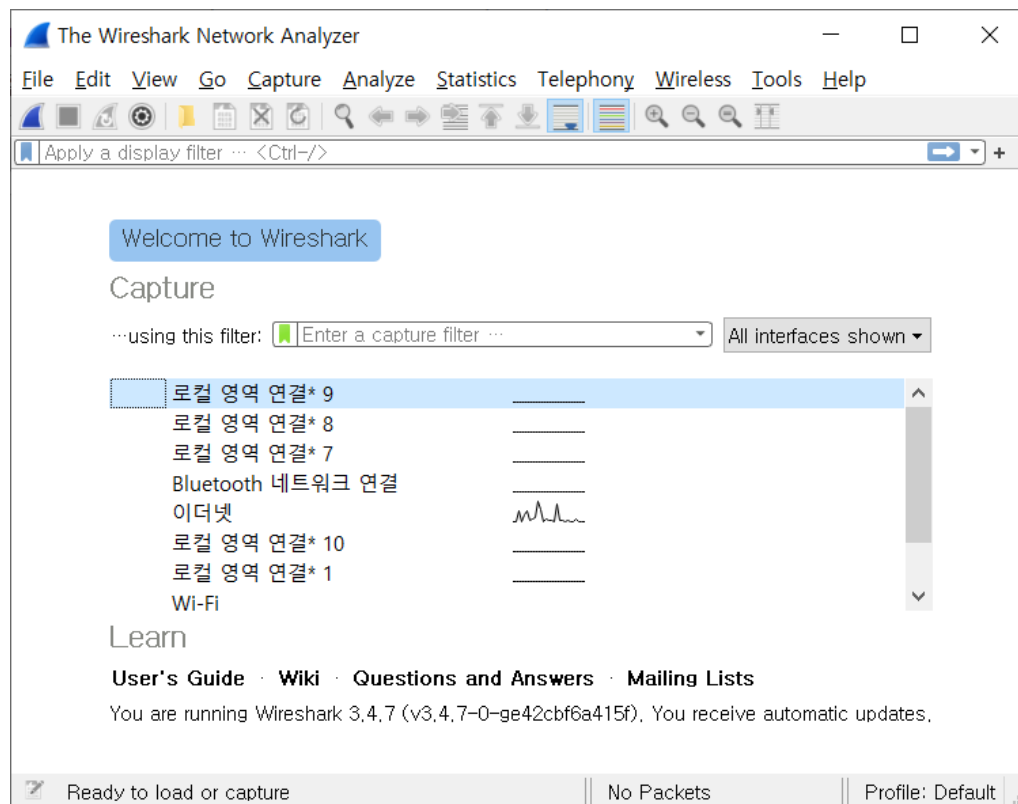 The Wireshark Network Analyzer
File Edit View Go Capture Analyze Statistics Telephony Wireless Tools Help
Apply a display filter ··· <Ctrl-/>
Welcome to Wireshark
Capture
···using this filter: Enter a capture filter ··· All interfaces shown
로컬 영역 연결* 9
로컬 영역 연결* 8
로컬 영역 연결* 7
Bluetooth 네트워크 연결
이더넷
로컬 영역 연결* 10
로컬 영역 연결* 1
Wi-Fi
Learn
User's Guide · Wiki · Questions and Answers · Mailing Lists
You are running Wireshark 3.4.7 (v3.4.7-0-ge42cbf6a415f). You receive automatic updates.
Ready to load or capture No Packets Profile: Default